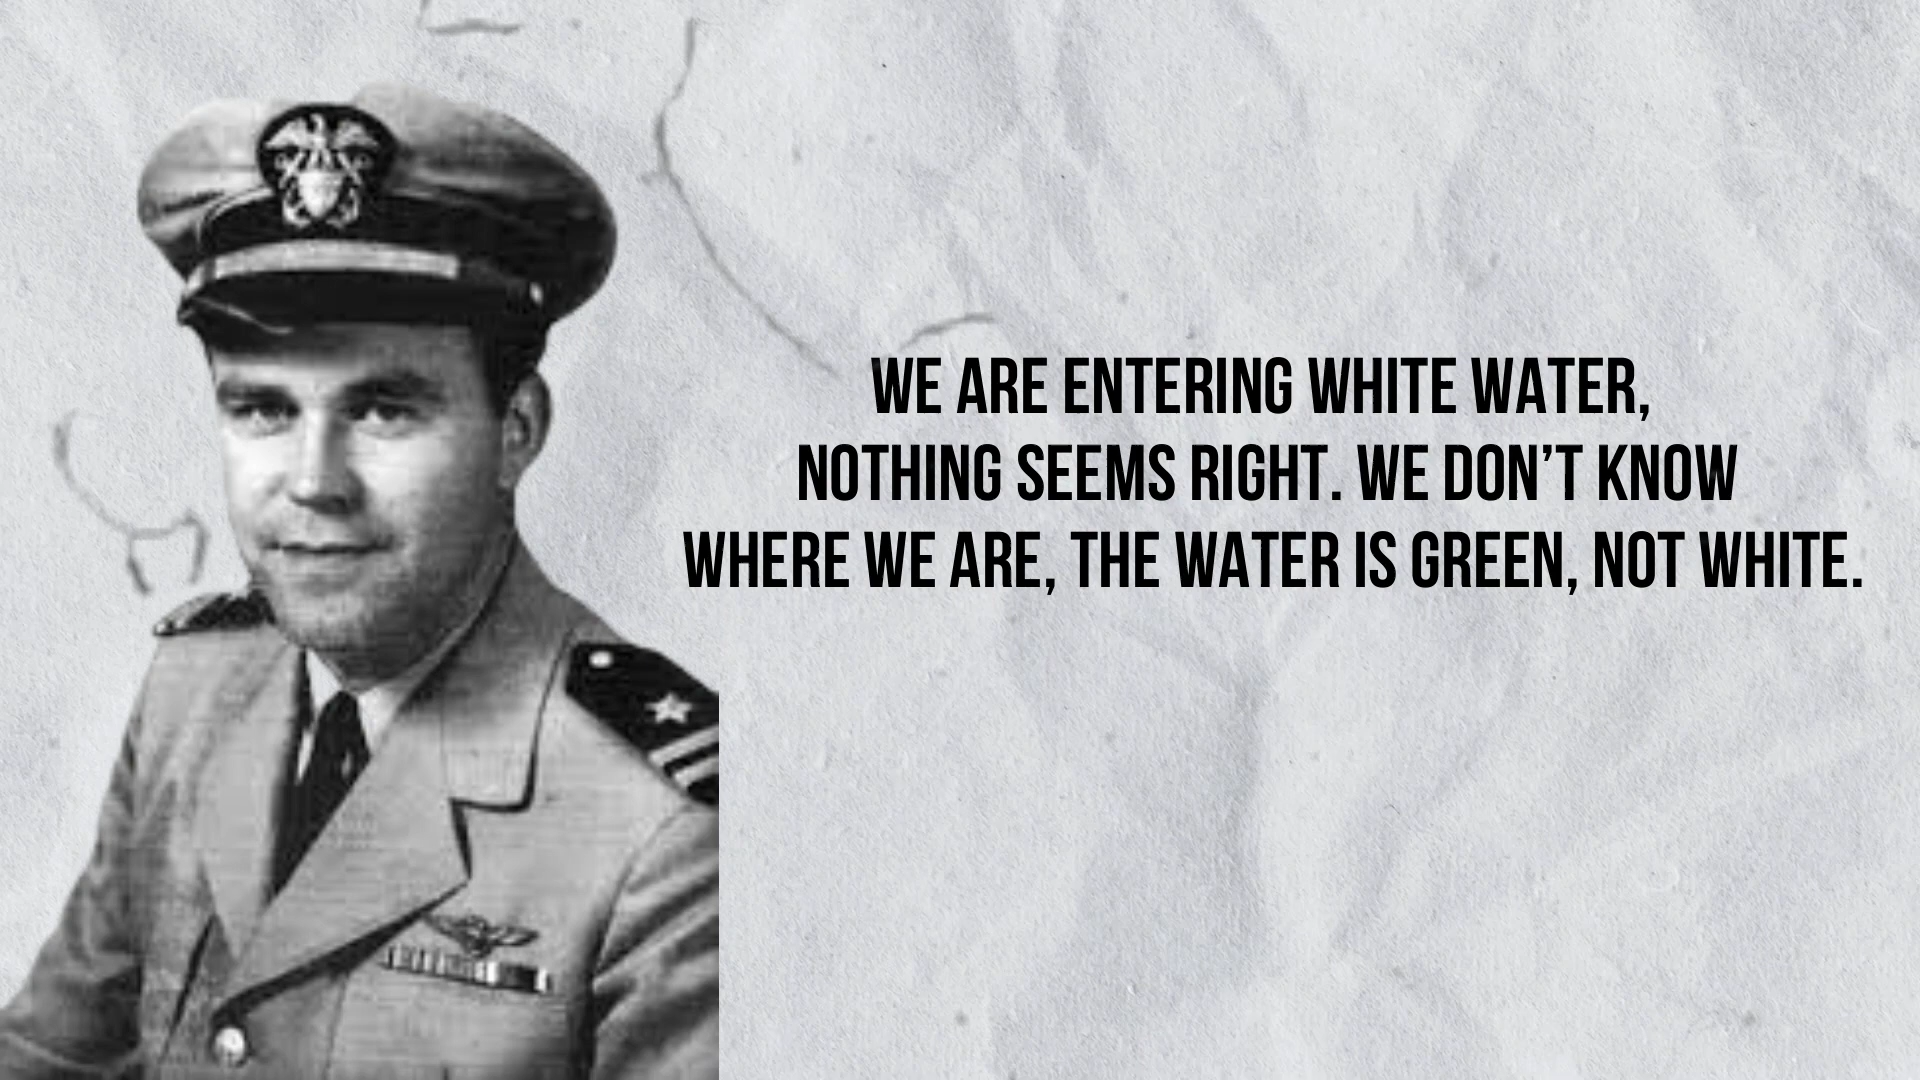 WE ARE ENTERING WHITE WATER,
NOTHING SEEMS RIGHT. WE DON’T KNOW
WHERE WE ARE, THE WATER IS GREEN, NOT WHITE.